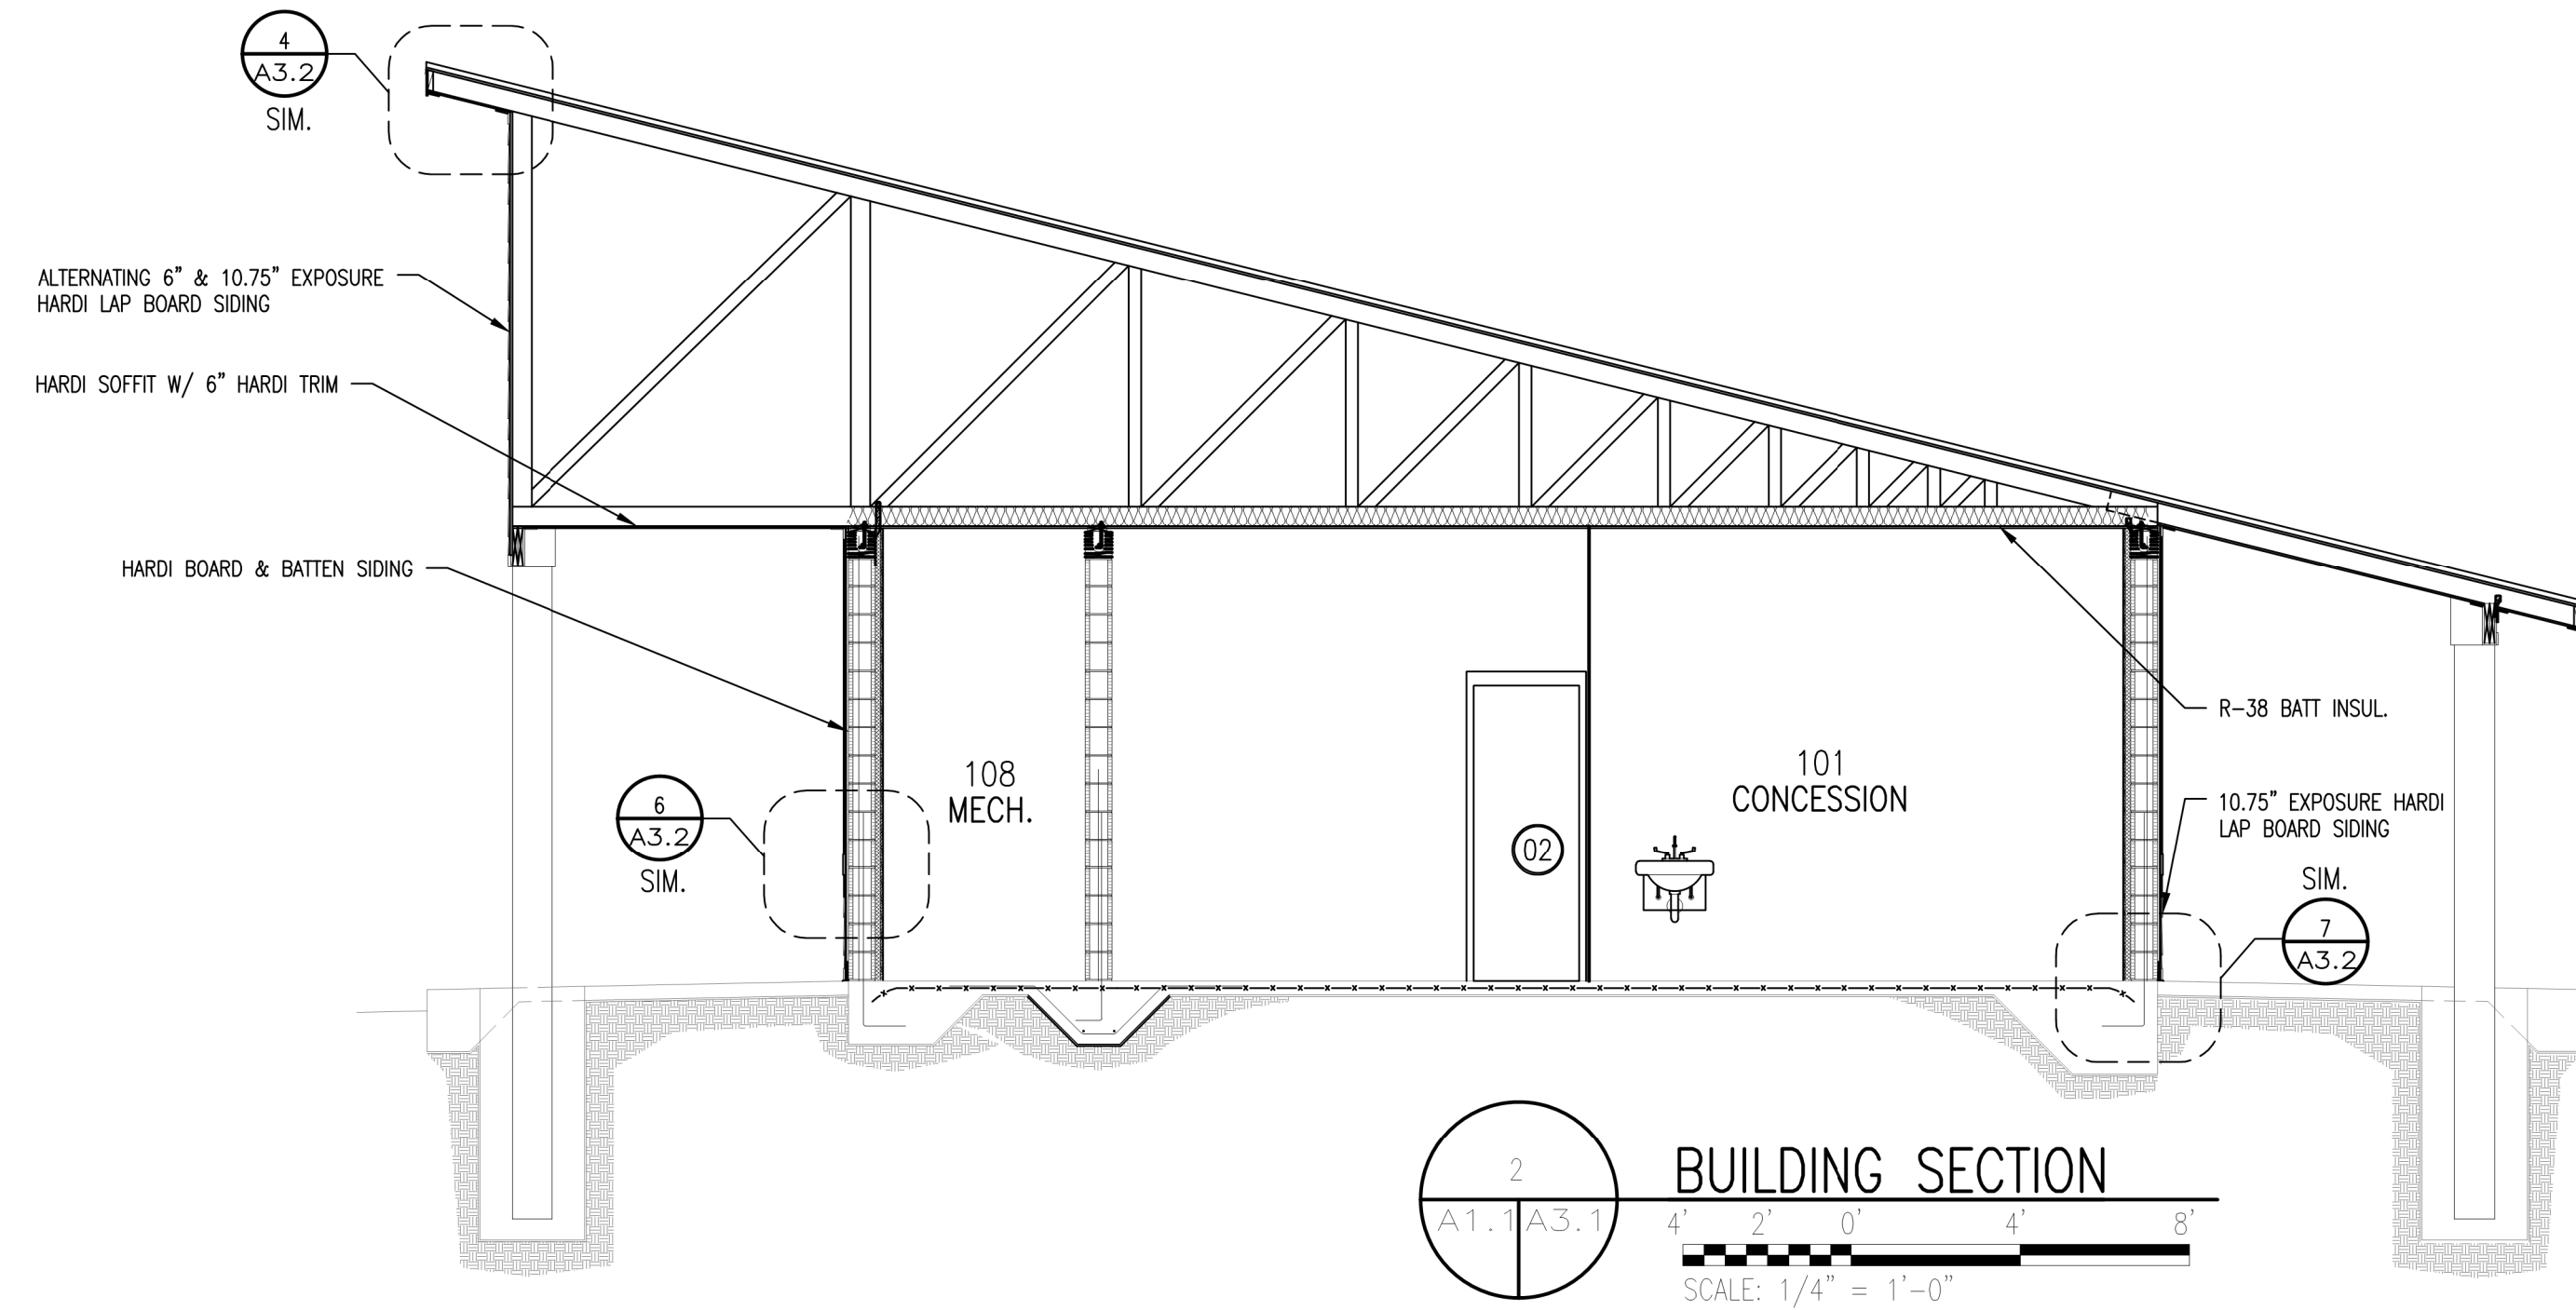 4
A3.2
SIM.
ALTERNATING 6" & 10.75" EXPOSURE
HARDI LAP BOARD SIDING
HARDI SOFFIT W/ 6" HARDI TRIM
HARDI BOARD & BATTEN SIDING
R-38 BATT INSUL.
108
MECH.
101
CONCESSION
6
A3.2
SIM.
02
10.75" EXPOSURE HARDI
LAP BOARD SIDING
SIM.
7
A3.2
2
A1.1 A3.1
BUILDING SECTION
4' 2' 0' 4' 8'
SCALE: 1/4" = 1'-0"